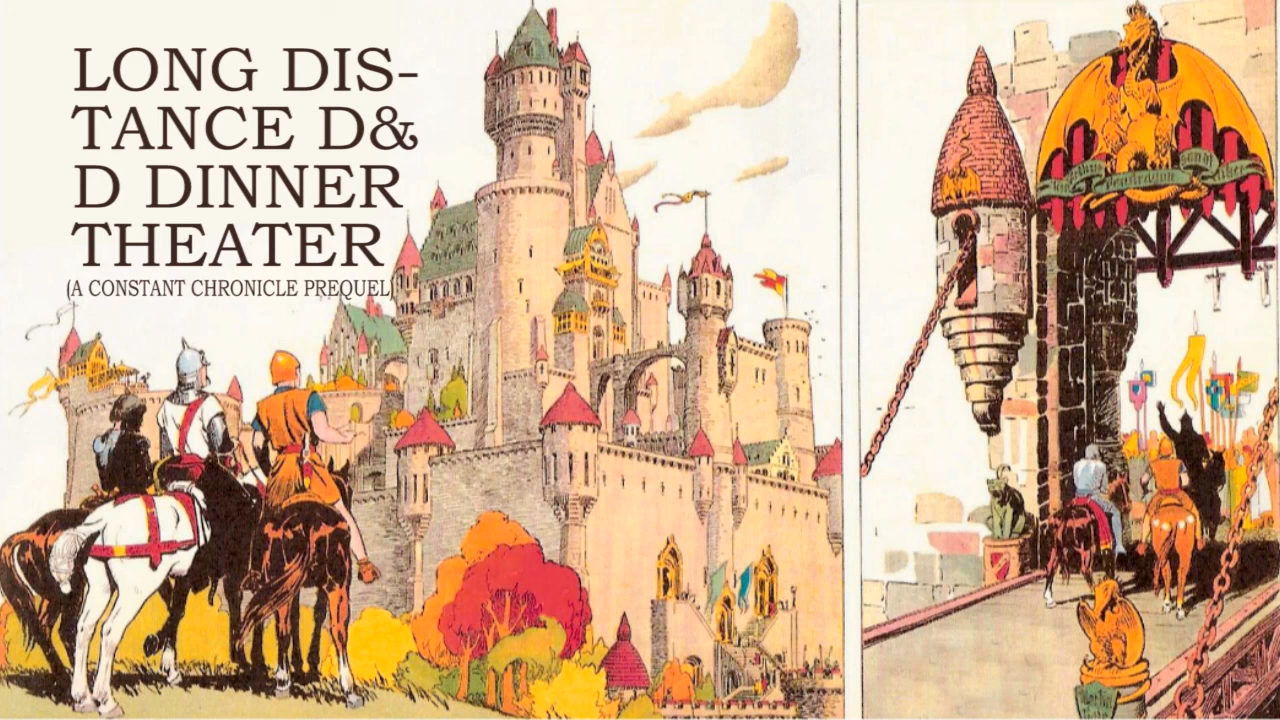 LONG DIS-
TANCE D&
D DINNER
THEATER
(A CONSTANT CHRONICLE PREQUEL)